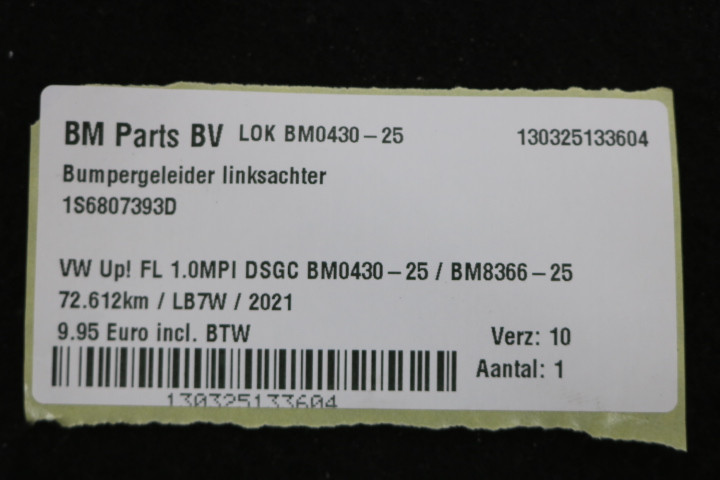 BM Parts BV LOK BM0430-25 130325133604
Bumpergeleider linksachter
1S6807393D
VW Up! FL 1.0MPI DSGC BM0430-25 / BM8366-25
72.612km / LB7W / 2021
9.95 Euro incl. BTW Verz: 10
Aantal: 1
130325133604